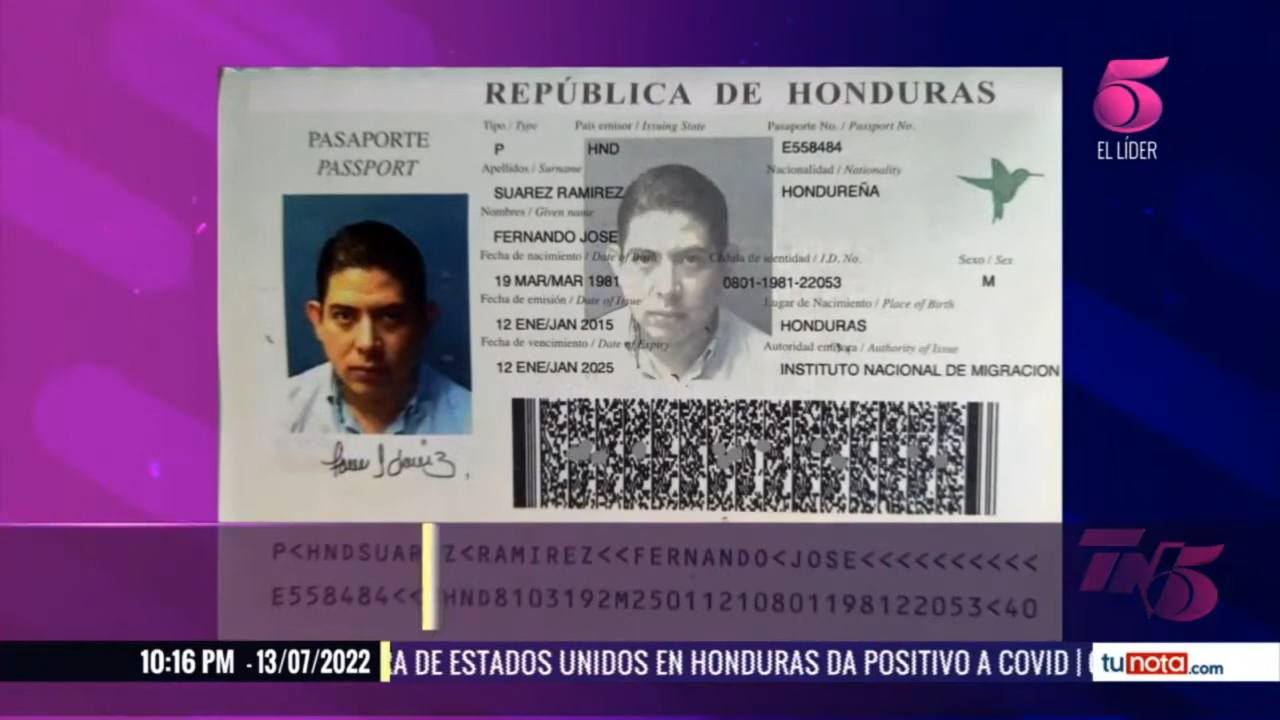 REPÚBLICA DE HONDURAS
PASAPORTE
PASSPORT
Tipo / Type País emisor / Issuing State Pasaporte No. / Passport No.
P HND E558484
Apellidos / Surname Nacionalidad / Nationality
SUAREZ RAMIREZ HONDUREÑA
Nombres / Given name
FERNANDO JOSE
Fecha de nacimiento / Date of Birth Cédula de identidad / I.D. No. Sexo / Sex
19 MAR/MAR 1981 0801-1981-22053 M
Fecha de emisión / Date of Issue Lugar de Nacimiento / Place of Birth
12 ENE/JAN 2015 HONDURAS
Fecha de vencimiento / Date of Expiry Autoridad emisora / Authority of Issue
12 ENE/JAN 2025 INSTITUTO NACIONAL DE MIGRACION
P<HNDSUAR Z<RAMIREZ<<FERNANDO<JOSE<<<<<<<<<<
E558484<< HND8103192M2501121080119812 2053<40
5
EL LÍDER
TN5
10:16 PM - 13/07/2022 A DE ESTADOS UNIDOS EN HONDURAS DA POSITIVO A COVID | tunota.com